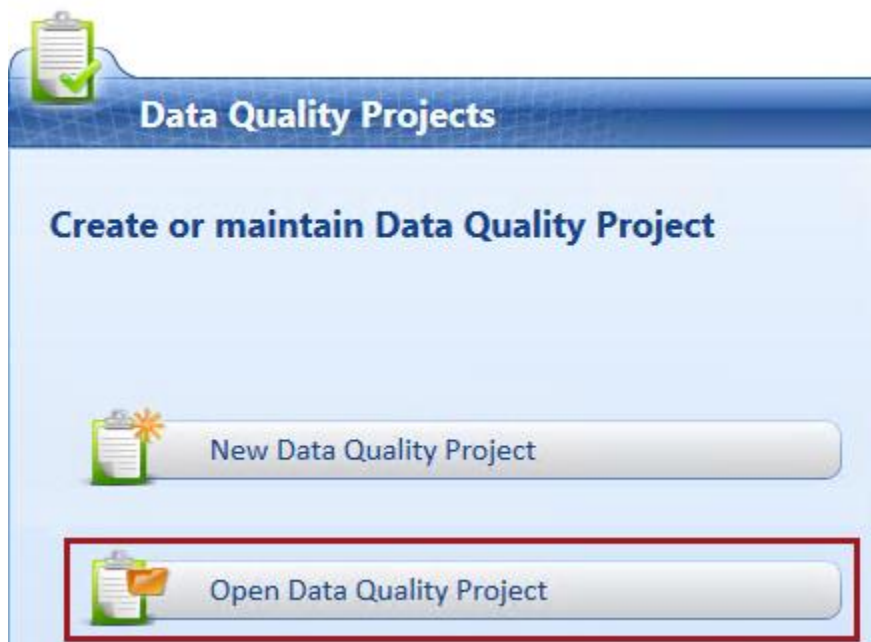 Data Quality Projects
Create or maintain Data Quality Project
New Data Quality Project
Open Data Quality Project